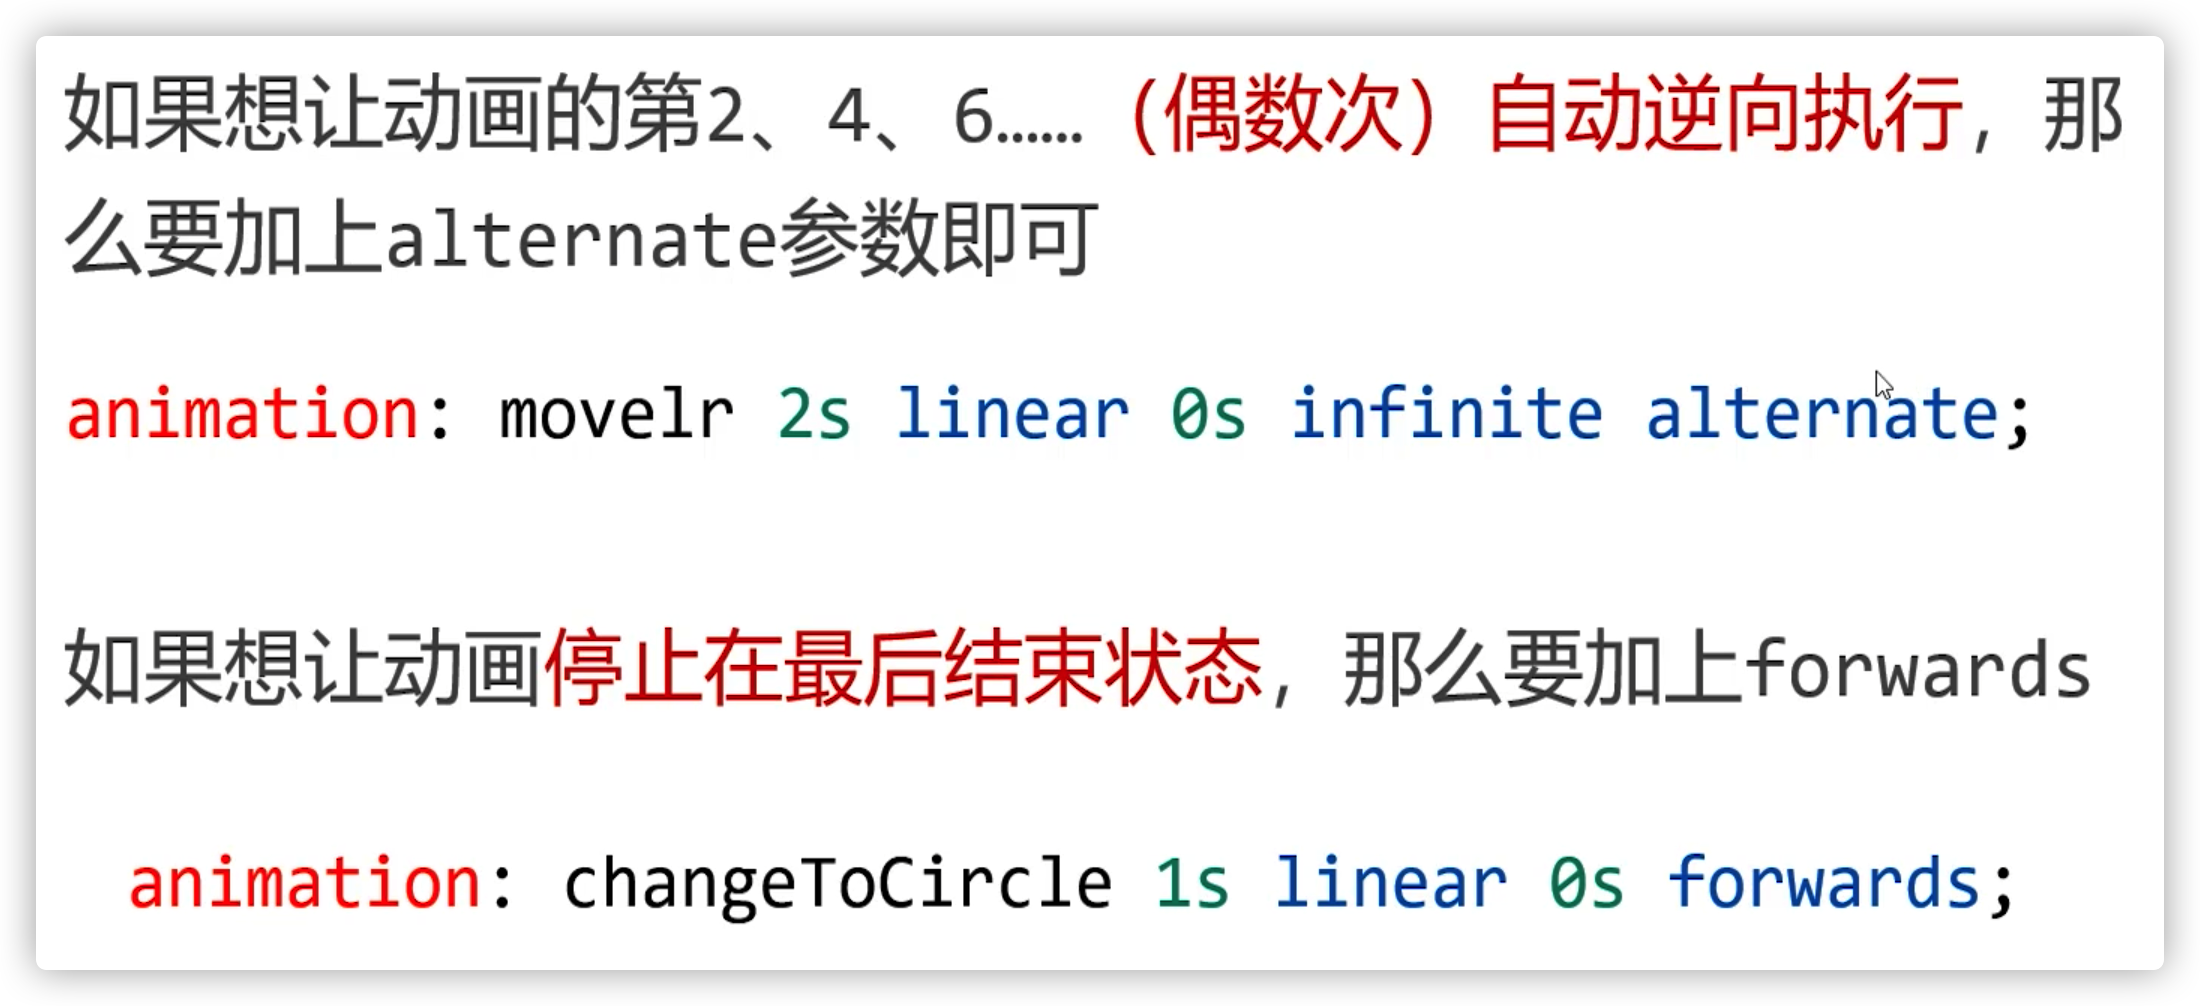 如果想让动画的第2、4、6……（偶数次）自动逆向执行，那
么要加上alternate参数即可
animation: movelr 2s linear 0s infinite alternate;
如果想让动画停止在最后结束状态，那么要加上forwards
animation: changeToCircle 1s linear 0s forwards;